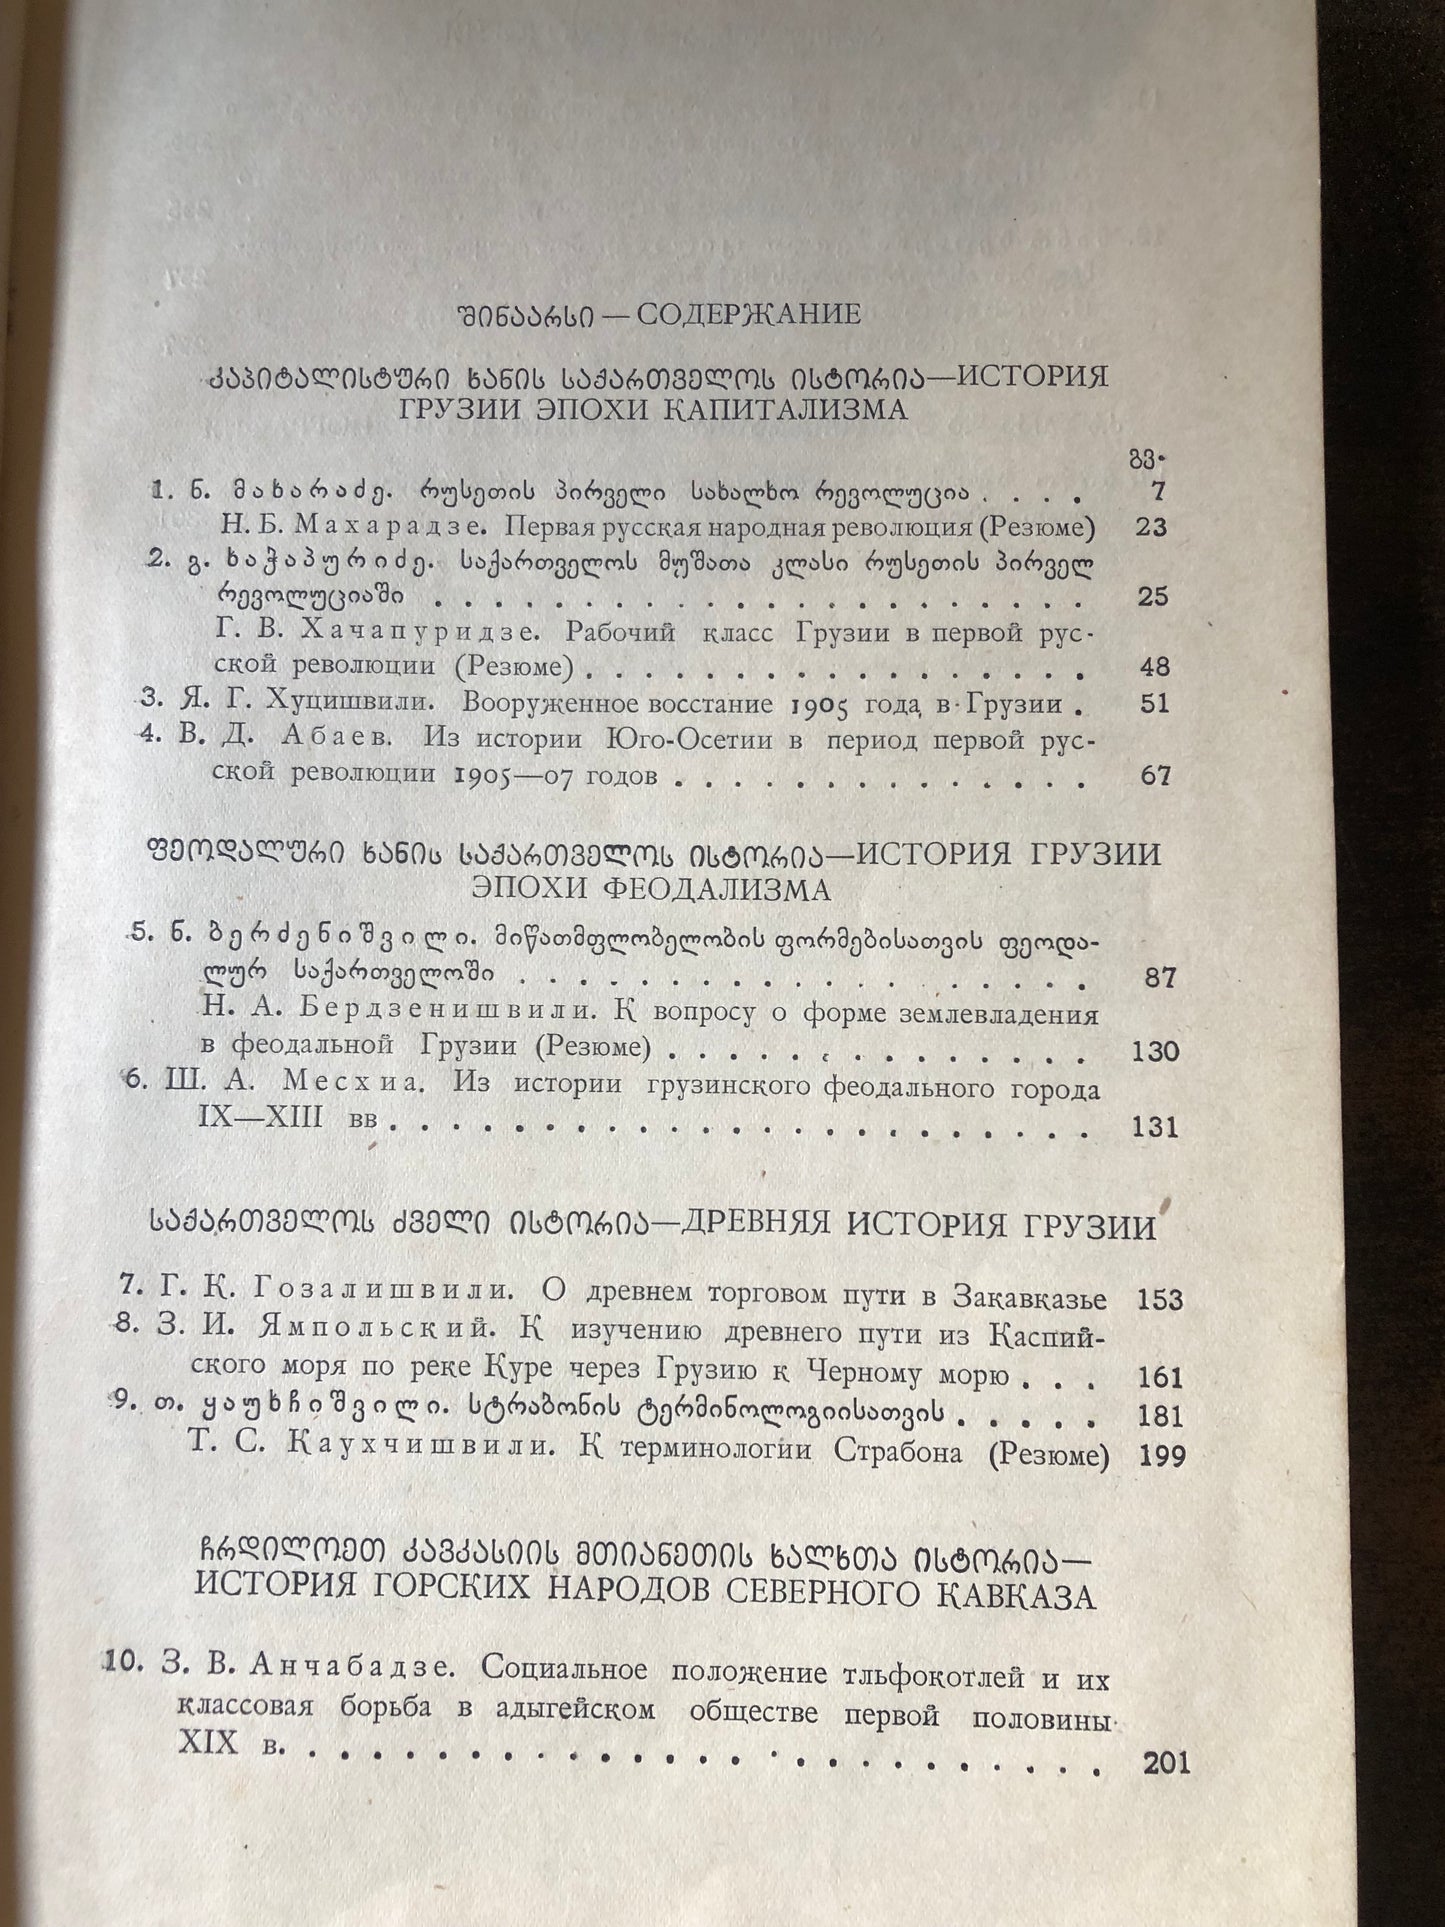 შინაარსი — СОДЕРЖАНИЕ
კაპიტალისტური ხანის საქართველოს ისტორია—ИСТОРИЯ
ГРУЗИИ ЭПОХИ КАПИТАЛИЗМА
გვ.
1. ნ. მახარაძე. რუსეთის პირველი სახალხო რევოლუცია . . . . 7
Н. Б. Махарадзе. Первая русская народная революция (Резюме) 23
2. გ. ხაჭაპურიძე. საქართველოს მუშათა კლასი რუსეთის პირველ
რევოლუციაში . . . . . . . . . . . . . . . . . . . . . . 25
Г. В. Хачапуридзе. Рабочий класс Грузии в первой рус-
ской революции (Резюме) . . . . . . . . . . . . . . . . . 48
3. Я. Г. Хуцишвили. Вооруженное восстание 1905 года в Грузии . 51
4. В. Д. Абаев. Из истории Юго-Осетии в период первой рус-
ской революции 1905—07 годов . . . . . . . . . . . . . . 67
ფეოდალური ხანის საქართველოს ისტორია—ИСТОРИЯ ГРУЗИИ
ЭПОХИ ФЕОДАЛИЗМА
5. ნ. ბერძენიშვილი. მიწათმფლობელობის ფორმებისათვის ფეოდა-
ლურ საქართველოში . . . . . . . . . . . . . . . . . . . 87
Н. А. Бердзенишвили. К вопросу о форме землевладения
в феодальной Грузии (Резюме) . . . . . . . . . . . . . . 130
6. Ш. А. Месхиа. Из истории грузинского феодального города
IX—XIII вв . . . . . . . . . . . . . . . . . . . . . . . 131
საქართველოს ძველი ისტორია—ДРЕВНЯЯ ИСТОРИЯ ГРУЗИИ
7. Г. К. Гозалишвили. О древнем торговом пути в Закавказье 153
8. З. И. Ямпольский. К изучению древнего пути из Каспий-
ского моря по реке Куре через Грузию к Черному морю . . . 161
9. თ. ყაუხჩიშვილი. სტრაბონის ტერმინოლოგიისათვის . . . . . 181
Т. С. Каухчишвили. К терминологии Страбона (Резюме) 199
ჩრდილოეთ კავკასიის მთიანეთის ხალხთა ისტორია—
ИСТОРИЯ ГОРСКИХ НАРОДОВ СЕВЕРНОГО КАВКАЗА
10. З. В. Анчабадзе. Социальное положение тльфокотлей и их
классовая борьба в адыгейском обществе первой половины
XIX в. . . . . . . . . . . . . . . . . . . . . . . . . . 201